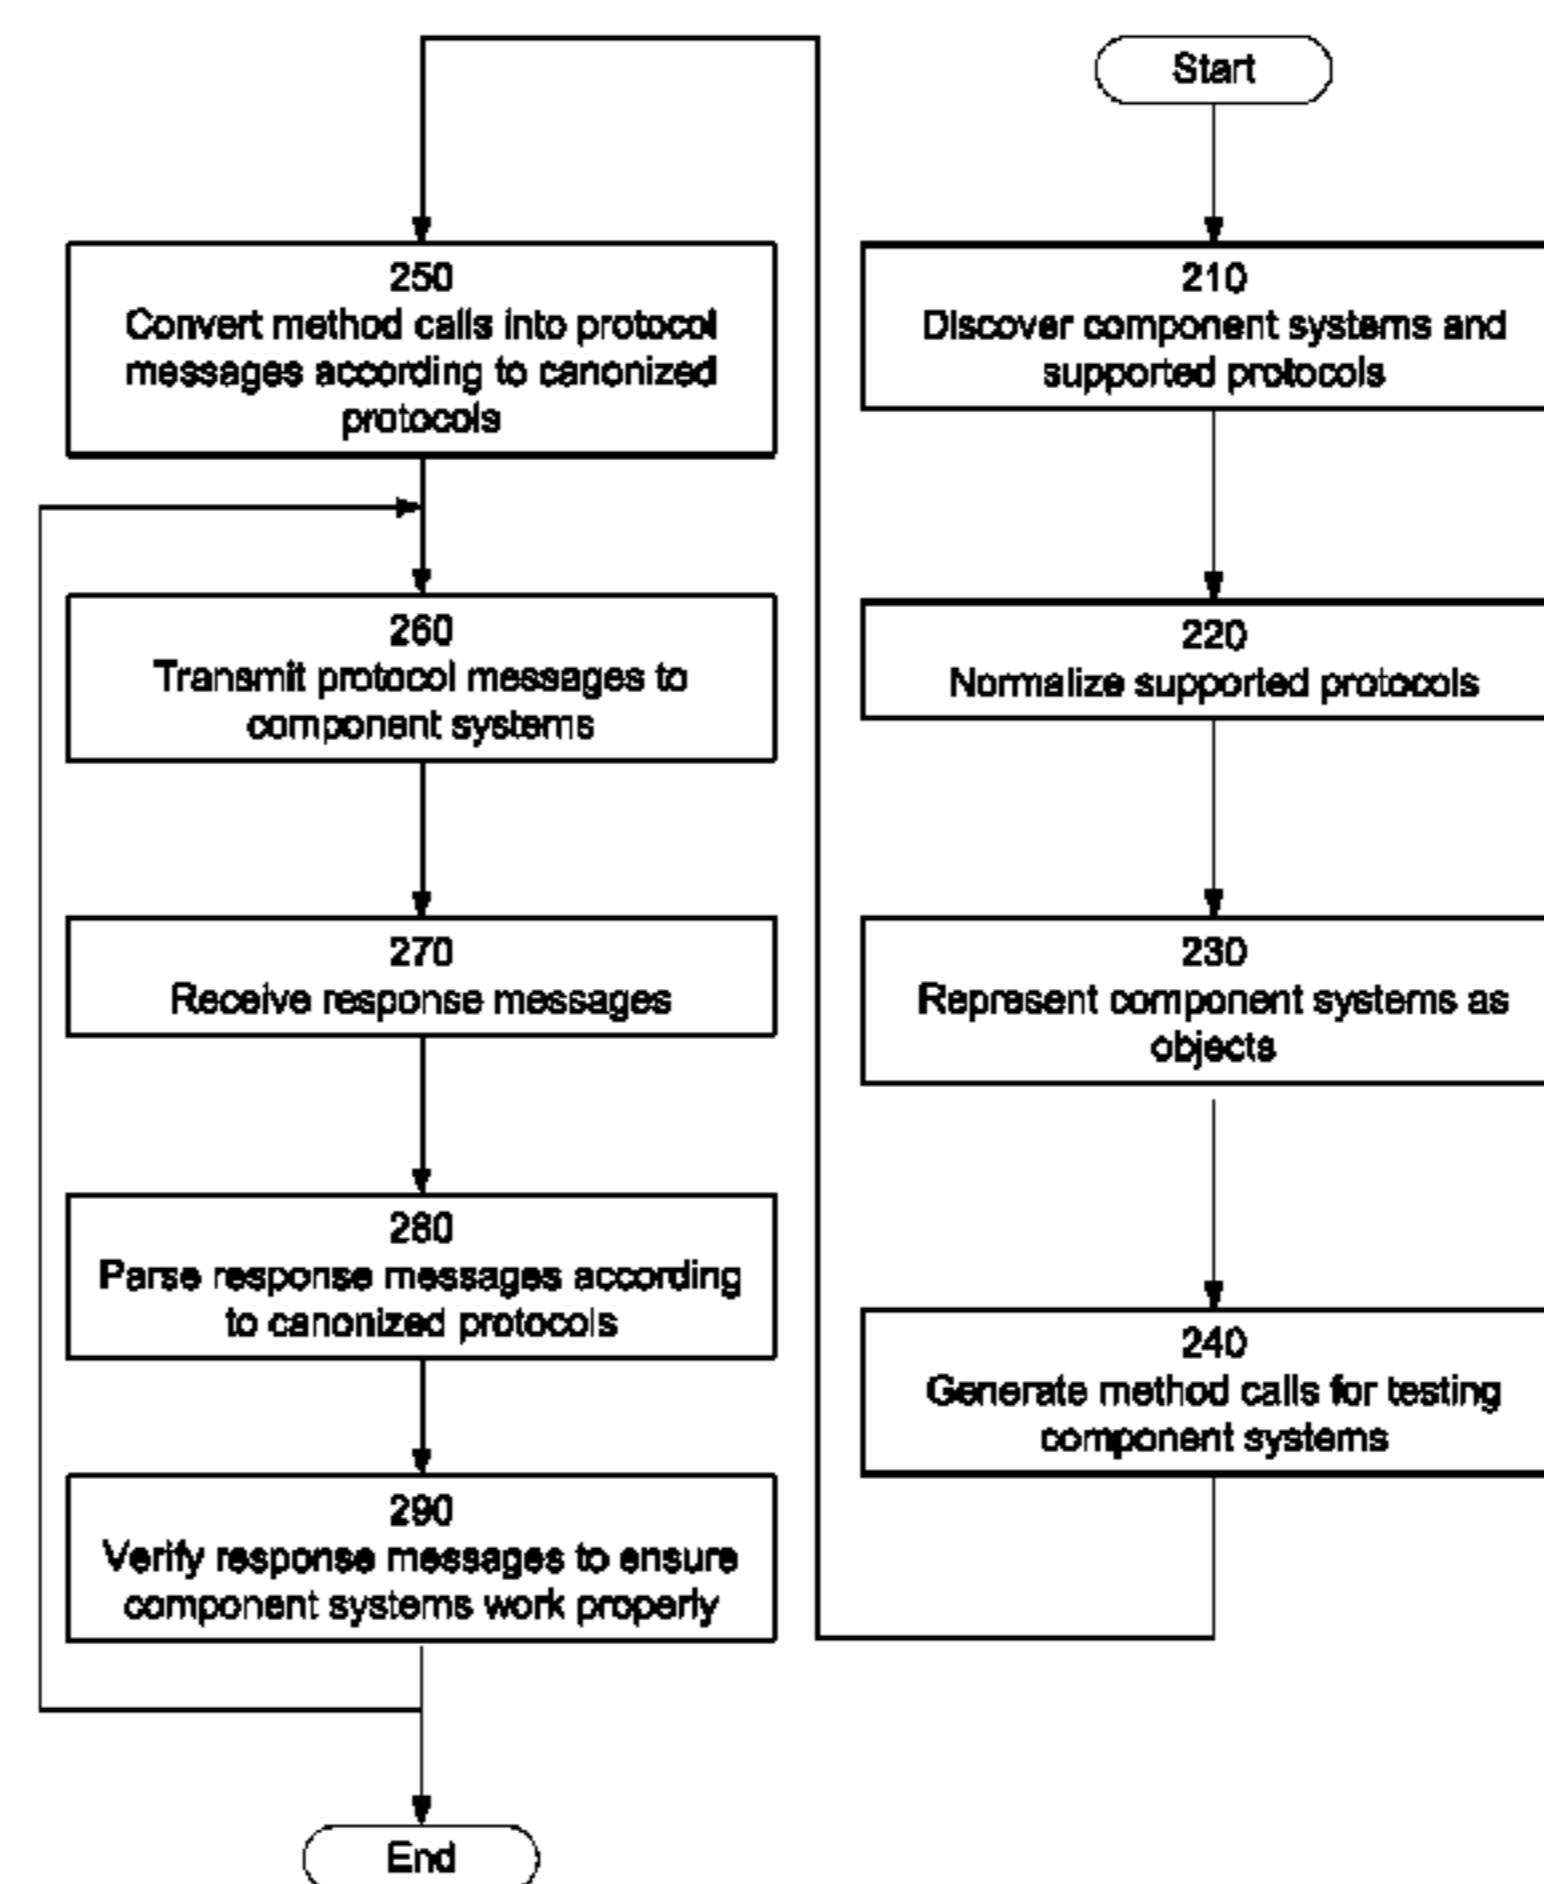 Start
210
Discover component systems and
supported protocols
220
Normalize supported protocols
230
Represent component systems as
objects
240
Generate method calls for testing
component systems
250
Convert method calls into protocol
messages according to canonized
protocols
260
Transmit protocol messages to
component systems
270
Receive response messages
280
Parse response messages according
to canonized protocols
290
Verify response messages to ensure
component systems work properly
End